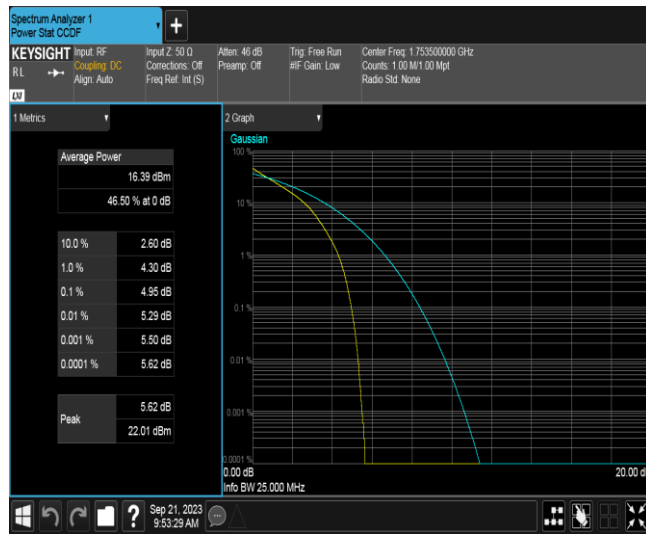 Spectrum Analyzer 1
Power Stat CCDF
+
KEYSIGHT
RL
LXI
Input: RF
Coupling: DC
Align: Auto
Input Z: 50 Ω
Corrections: Off
Freq Ref: Int (S)
Atten: 46 dB
Preamp: Off
Trig: Free Run
#IF Gain: Low
Center Freq: 1.753500000 GHz
Counts: 1.00 M/1.00 Mpt
Radio Std: None
1 Metrics
Average Power
16.39 dBm
46.50 % at 0 dB
10.0 % 2.60 dB
1.0 % 4.30 dB
0.1 % 4.95 dB
0.01 % 5.29 dB
0.001 % 5.50 dB
0.0001 % 5.62 dB
Peak
5.62 dB
22.01 dBm
2 Graph
Gaussian
100 %
10 %
1 %
0.1 %
0.01 %
0.001 %
0.0001 %
0.00 dB
20.00 d
Info BW 25.000 MHz
?
Sep 21, 2023
9:53:29 AM